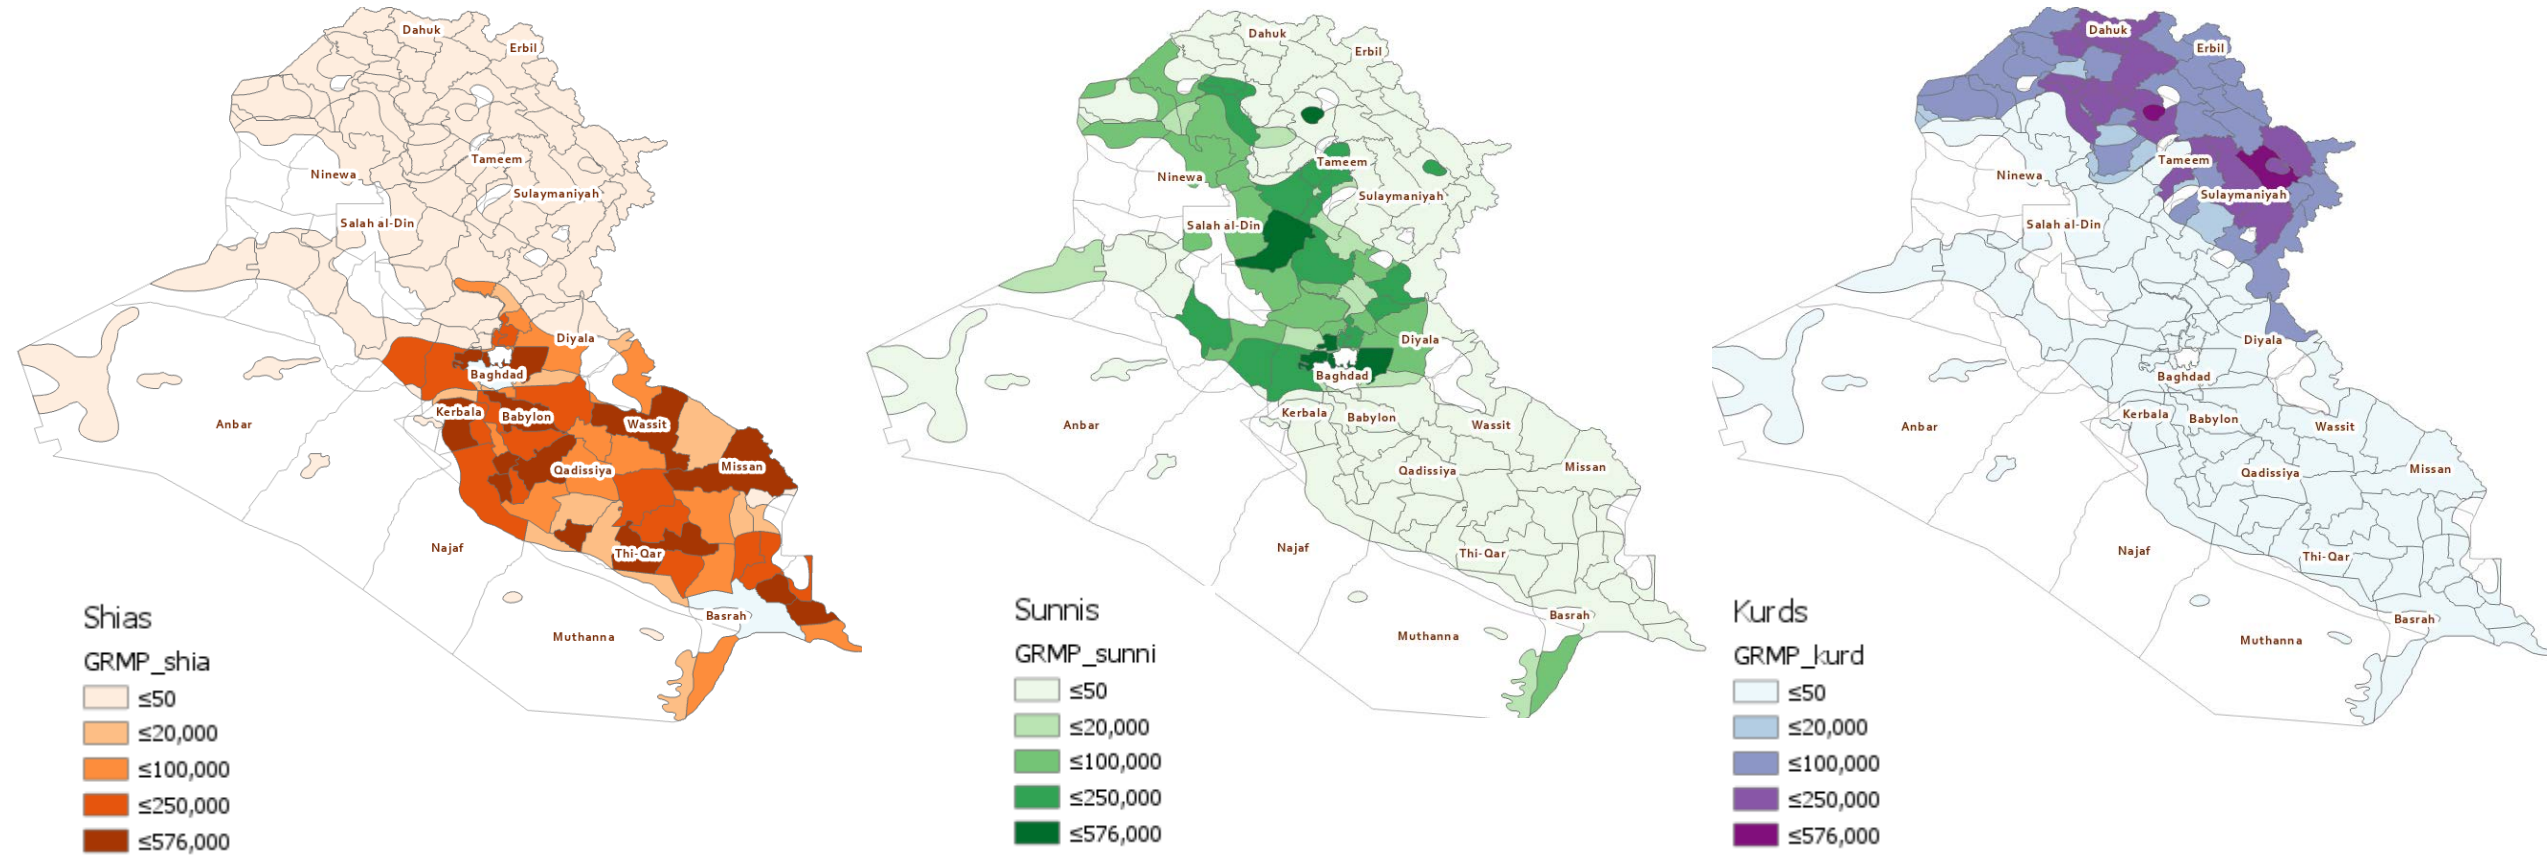 Dahuk
Erbil
Tameem
Ninewa
Sulaymaniyah
Salah al-Din
Diyala
Baghdad
Kerbala
Babylon
Anbar
Wassit
Qadissiya
Missan
Najaf
Thi-Qar
Basrah
Muthanna
Shias
GRMP_shia
≤50
≤20,000
≤100,000
≤250,000
≤576,000
Dahuk
Erbil
Tameem
Ninewa
Sulaymaniyah
Salah al-Din
Diyala
Baghdad
Kerbala
Babylon
Anbar
Wassit
Qadissiya
Missan
Najaf
Thi-Qar
Basrah
Muthanna
Sunnis
GRMP_sunni
≤50
≤20,000
≤100,000
≤250,000
≤576,000
Dahuk
Erbil
Tameem
Ninewa
Sulaymaniyah
Salah al-Din
Diyala
Baghdad
Kerbala
Babylon
Anbar
Wassit
Qadissiya
Missan
Najaf
Thi-Qar
Basrah
Muthanna
Kurds
GRMP_kurd
≤50
≤20,000
≤100,000
≤250,000
≤576,000